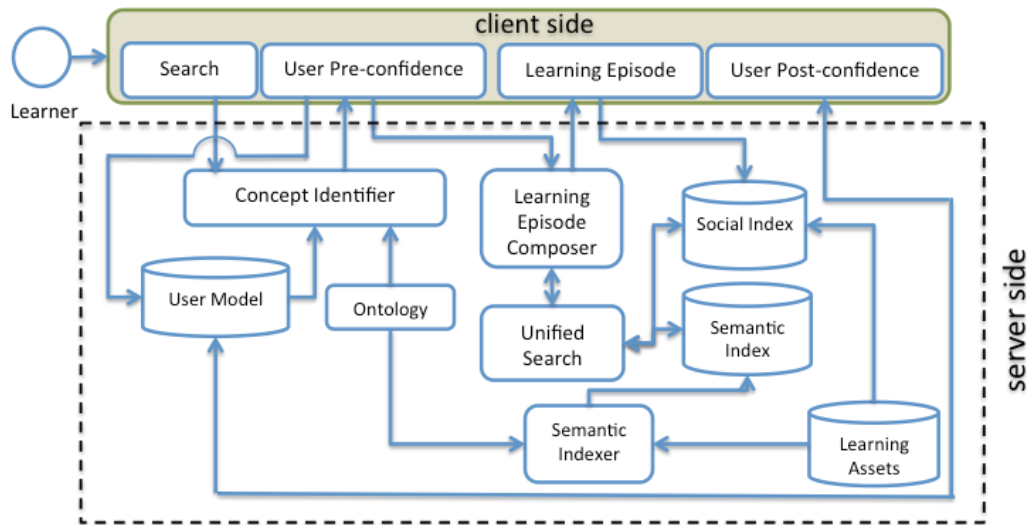 client side
Search
User Pre-confidence
Learning Episode
User Post-confidence
Learner
Concept Identifier
Learning
Episode
Composer
Social Index
User Model
Ontology
Unified
Search
Semantic
Index
server side
Semantic
Indexer
Learning
Assets